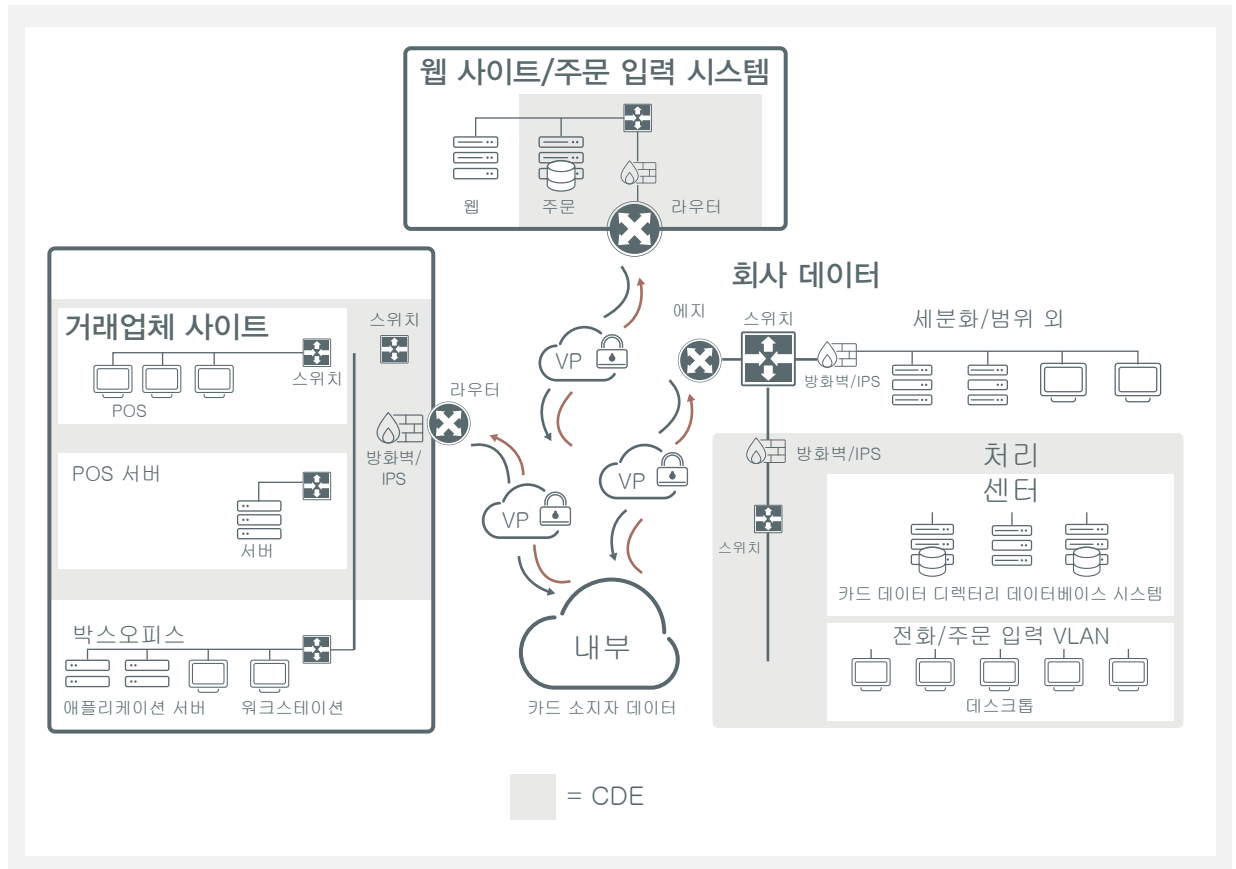 웹 사이트/주문 입력 시스템
웹
주문
라우터
거래업체 사이트
스위치
POS
스위치
라우터
방화벽/
IPS
POS 서버
서버
박스오피스
애플리케이션 서버
워크스테이션
VP
VP
VP
내부
카드 소지자 데이터
회사 데이터
에지
스위치
방화벽/IPS
세분화/범위 외
방화벽/IPS
스위치
처리
센터
카드 데이터 디렉터리 데이터베이스 시스템
전화/주문 입력 VLAN
데스크톱
= CDE